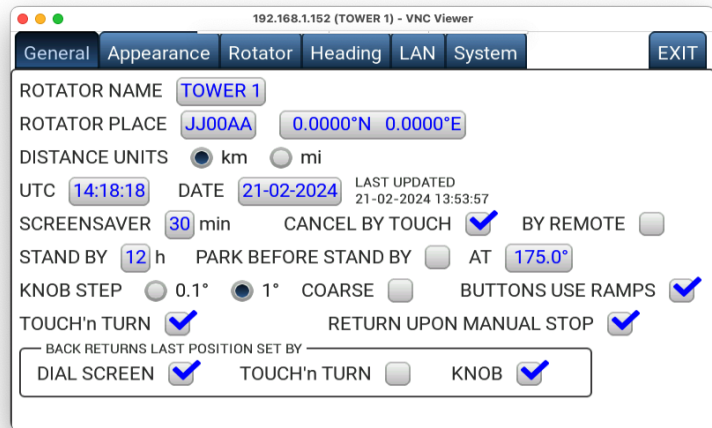 192.168.1.152 (TOWER 1) - VNC Viewer
General Appearance Rotator Heading LAN System EXIT
ROTATOR NAME TOWER 1
ROTATOR PLACE JJ00AA 0.0000°N 0.0000°E
DISTANCE UNITS km mi
UTC 14:18:18 DATE 21-02-2024 LAST UPDATED
21-02-2024 13:53:57
SCREENSAVER 30 min CANCEL BY TOUCH BY REMOTE
STAND BY 12 h PARK BEFORE STAND BY AT 175.0°
KNOB STEP 0.1° 1° COARSE BUTTONS USE RAMPS
TOUCH'n TURN RETURN UPON MANUAL STOP
BACK RETURNS LAST POSITION SET BY
DIAL SCREEN TOUCH'n TURN KNOB